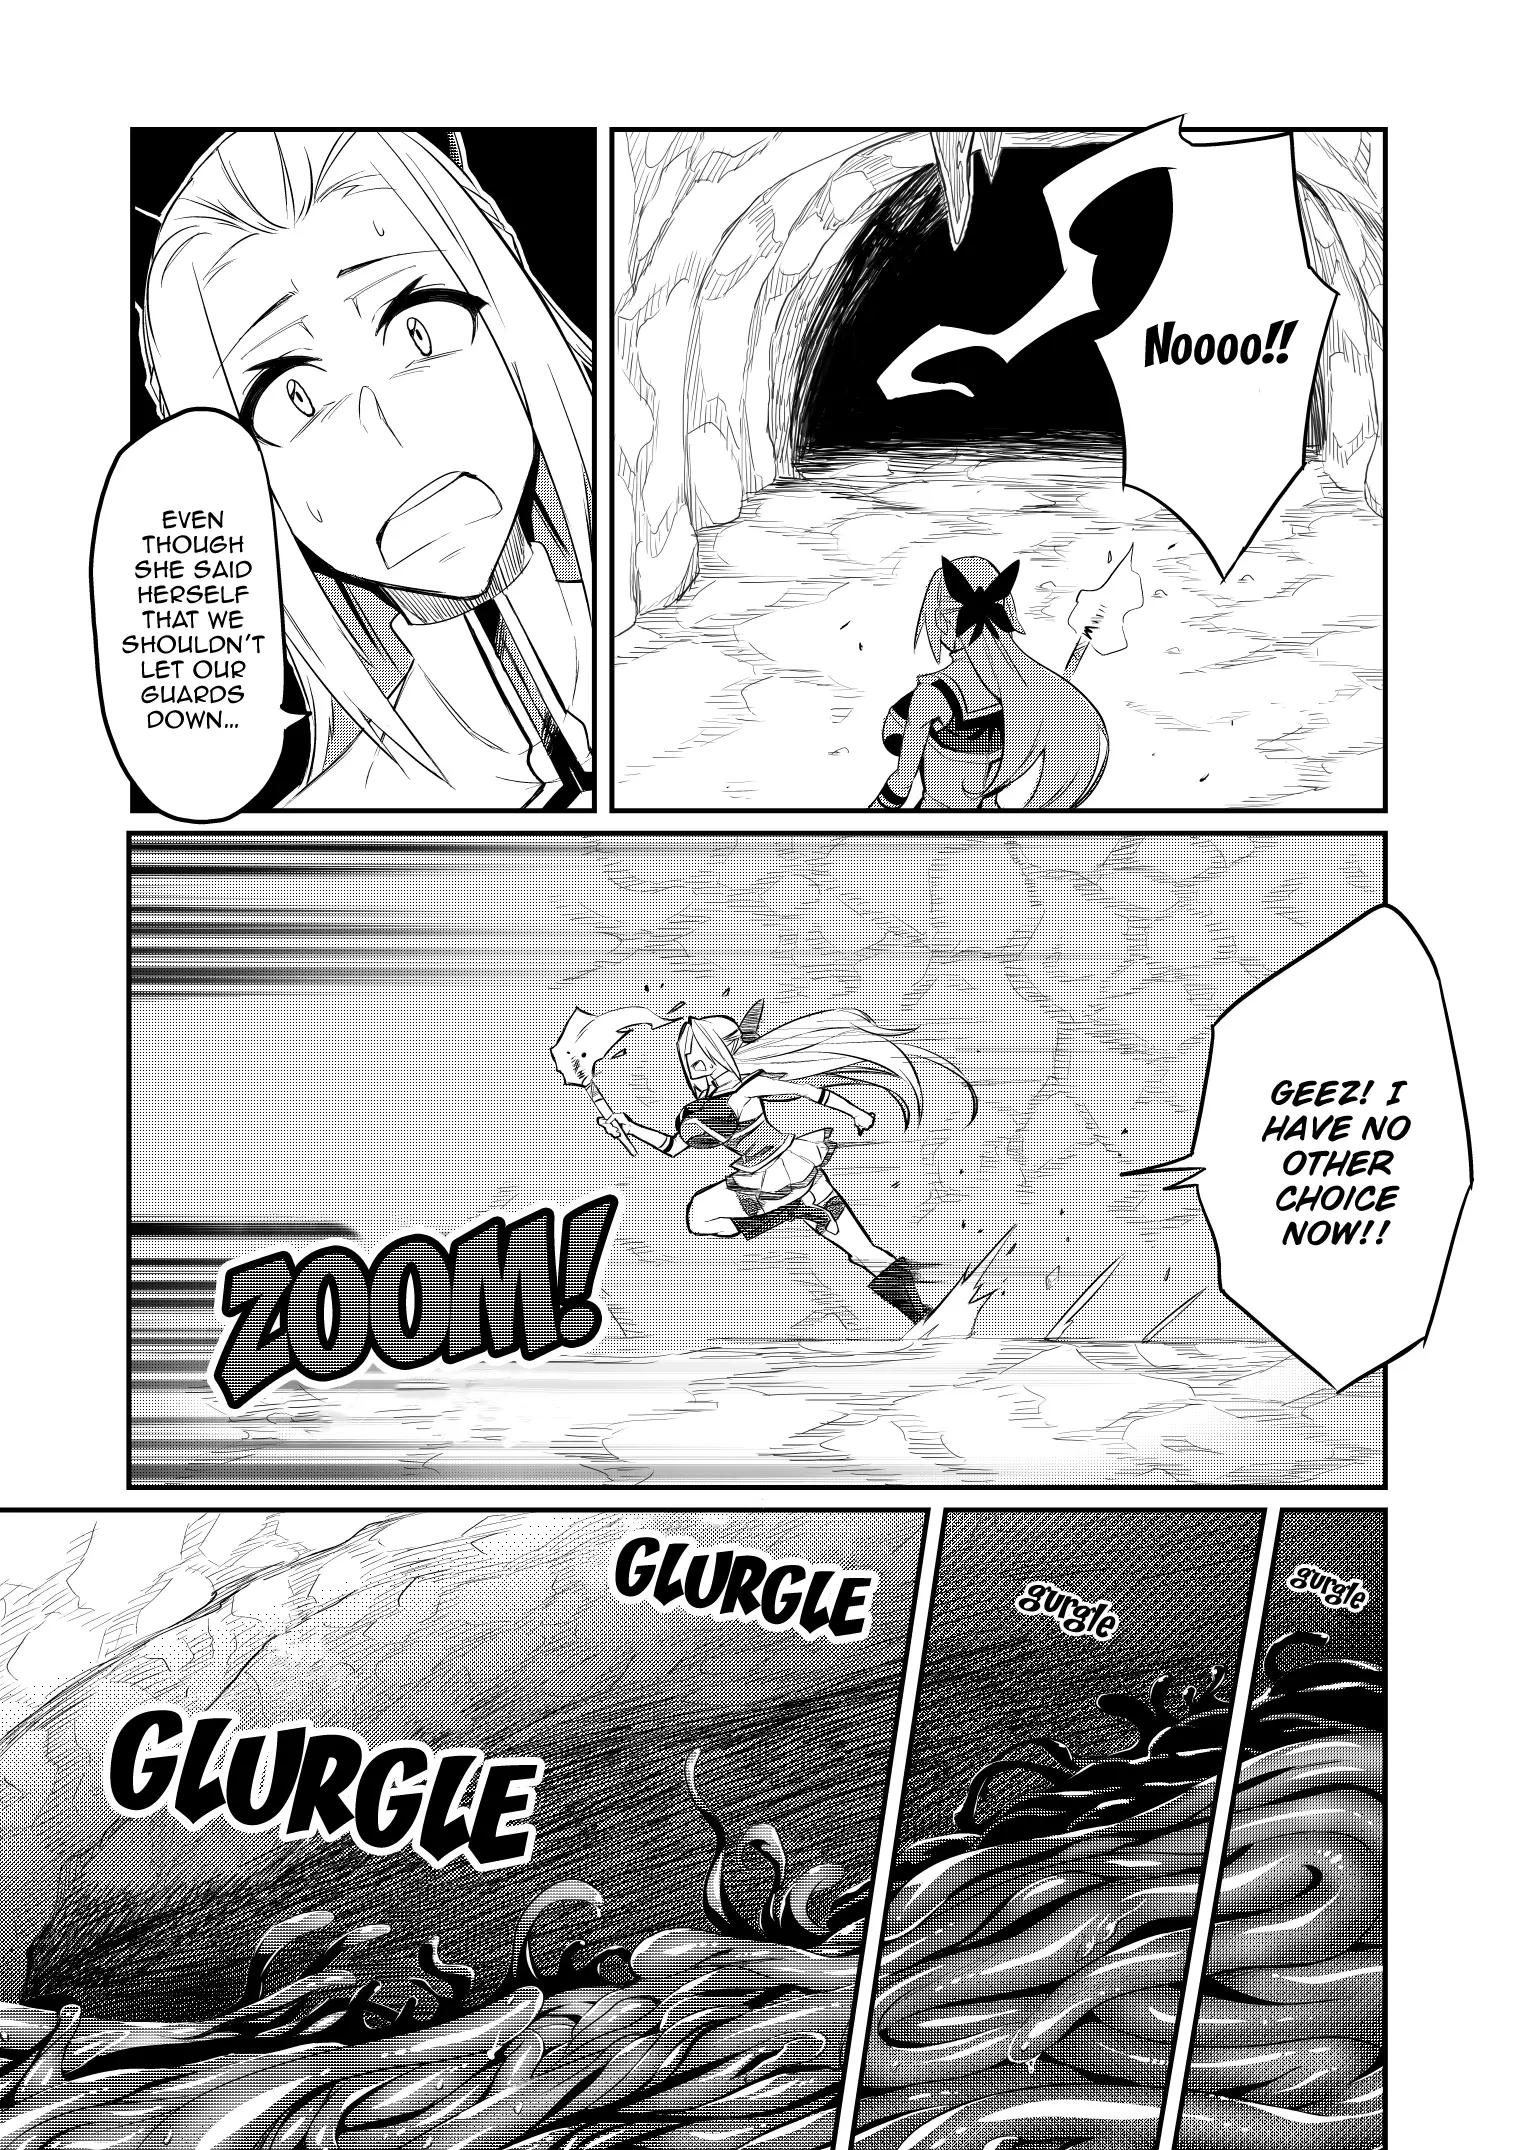 Noooo!!
EVEN
THOUGH
SHE SAID
HERSELF
THAT WE
SHOULDN'T
LET OUR
GUARDS
DOWN...
GEEZ! I
HAVE NO
OTHER
CHOICE
NOW!!
ZOOM!
gurgle
gurgle
GLURGLE
GLURGLE